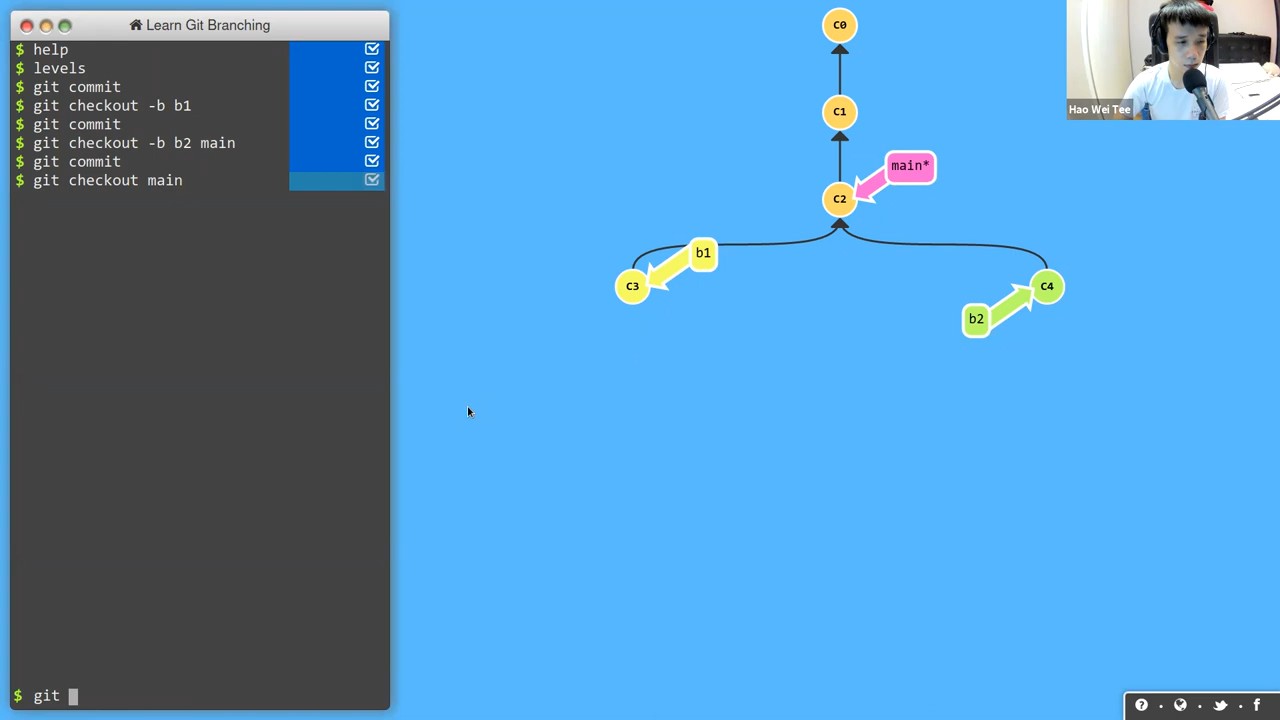 Learn Git Branching
$ help
$ levels
$ git commit
$ git checkout -b b1
$ git commit
$ git checkout -b b2 main
$ git commit
$ git checkout main
$ git
C0
C1
main*
C2
b1
C3
C4
b2
Hao Wei Tee